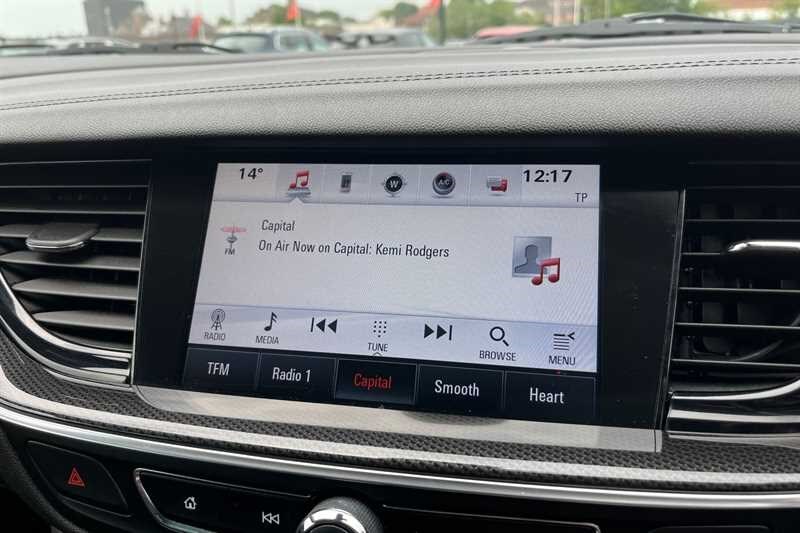 14° W A/C 12:17
TP
Capital
On Air Now on Capital: Kemi Rodgers
FM
RADIO MEDIA TUNE BROWSE MENU
TFM Radio 1 Capital Smooth Heart